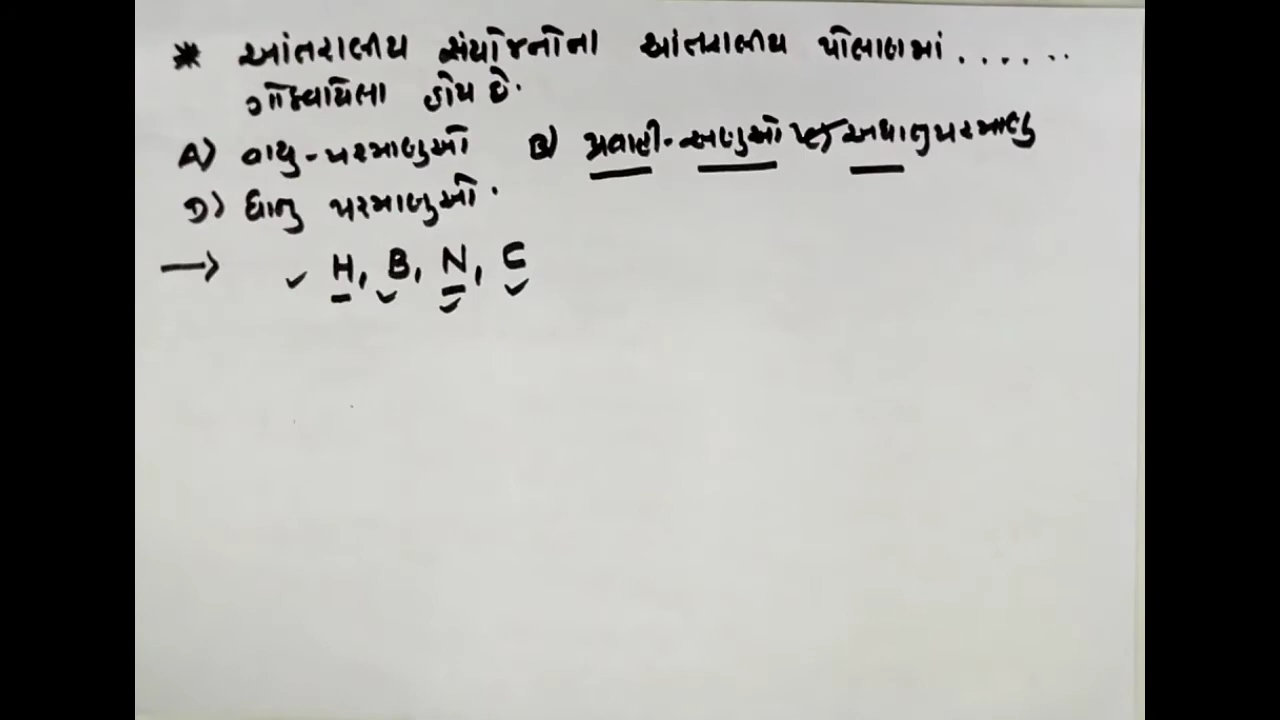 * આંતરાલીય સંયોજનોના આંતરાલીય પોલાણમાં ......
ગોઠવાયેલા હોય છે.
A) વાયુ-પરમાણુઓ B) પ્રવાહી-અણુઓ અધાતુ પરમાણુ
D) ધાતુ પરમાણુઓ.
→ ✓ H, B, N, C